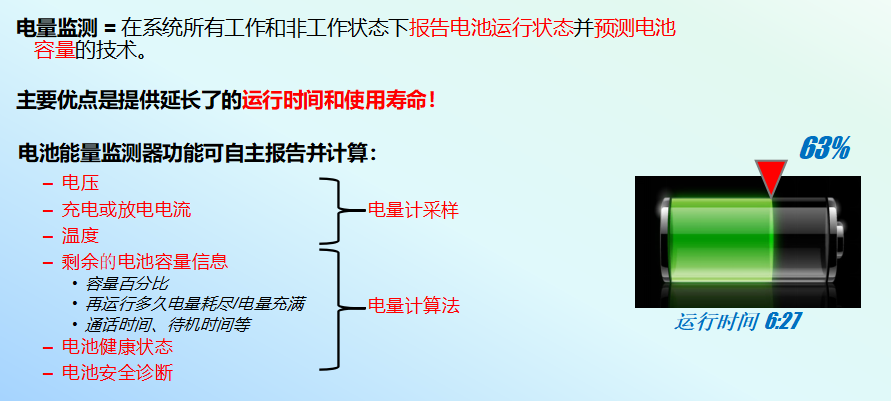 电量监测 = 在系统所有工作和非工作状态下报告电池运行状态并预测电池
容量的技术。
主要优点是提供延长了的运行时间和使用寿命！
电池能量监测器功能可自主报告并计算：
– 电压
– 充电或放电电流
– 温度
– 剩余的电池容量信息
• 容量百分比
• 再运行多久电量耗尽/电量充满
• 通话时间、待机时间等
– 电池健康状态
– 电池安全诊断
电量计采样
电量计算法
63%
运行时间 6:27